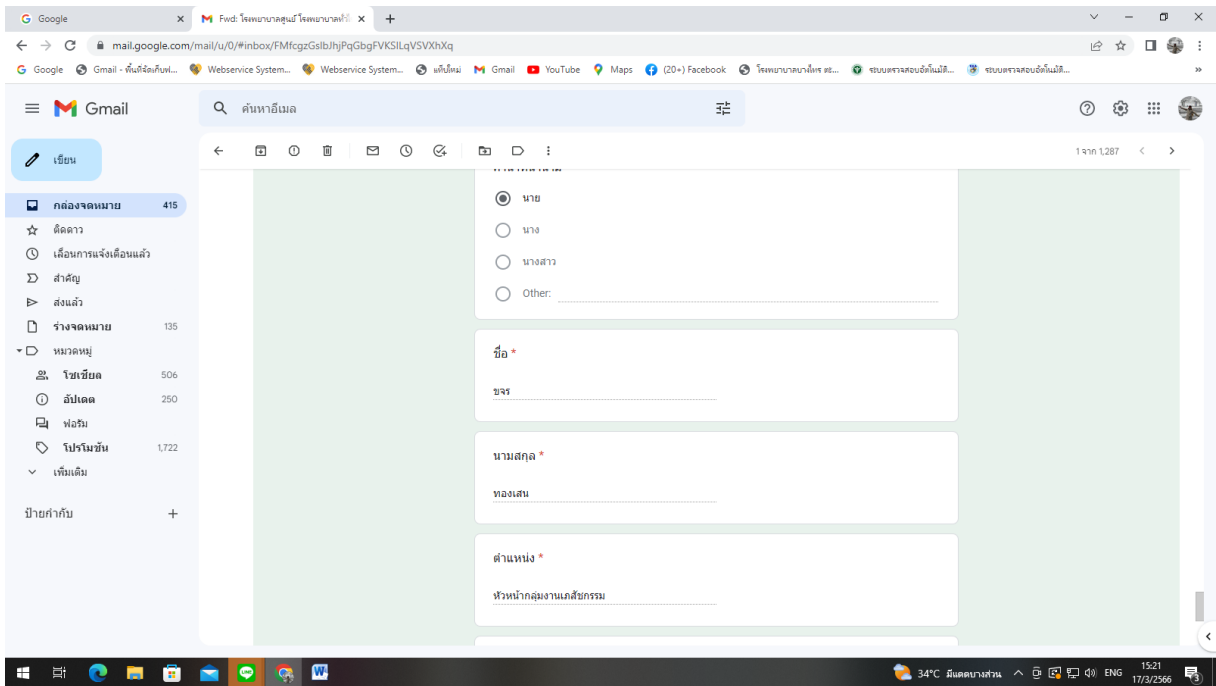 Google
Fwd: โรงพยาบาลศูนย์ โรงพยาบาลทั่
mail.google.com/mail/u/0/#inbox/FMfcgzGslbJhjPqGbgFVKSlLqVSVXhXq
Google
Gmail - พื้นที่จัดเก็บฟ...
Webservice System...
Webservice System...
แท็บใหม่
Gmail
YouTube
Maps
(20+) Facebook
โรงพยาบาลบางไทร ตะ...
ระบบตรวจสอบอัตโนมัติ...
ระบบตรวจสอบอัตโนมัติ...
»
Gmail
ค้นหาอีเมล
เขียน
1 จาก 1,287
กล่องจดหมาย 415
ติดดาว
เลื่อนการแจ้งเตือนแล้ว
สำคัญ
ส่งแล้ว
ร่างจดหมาย 135
หมวดหมู่
โซเชียล 506
อัปเดต 250
ฟอรัม
โปรโมชัน 1,722
เพิ่มเติม
ป้ายกำกับ
คำนำหน้านาม
นาย
นาง
นางสาว
Other:
ชื่อ *
ขจร
นามสกุล *
ทองเสน
ตำแหน่ง *
หัวหน้ากลุ่มงานเภสัชกรรม
34°C มีแดดบางส่วน
ENG
15:21
17/3/2566
3